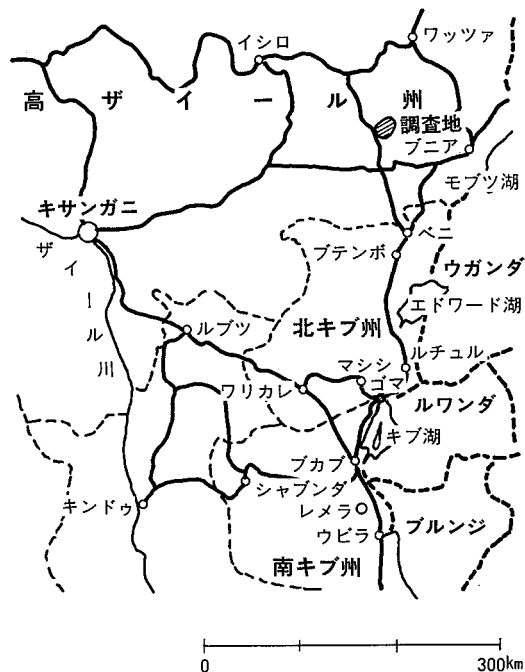 ワッツァ
イシロ
高ザイール州
調査地
ブニア
モブツ湖
キサンガニ
ベニ
ブテンボ
ウガンダ
ザイール川
エドワード湖
北キブ州
ルブツ
ルチュル
マシシ
ゴマ
ワリカレ
ルワンダ
キブ湖
ブカブ
シャブンダ
キンドゥ
レメラ
ブルンジ
ウビラ
南キブ州
0
300km